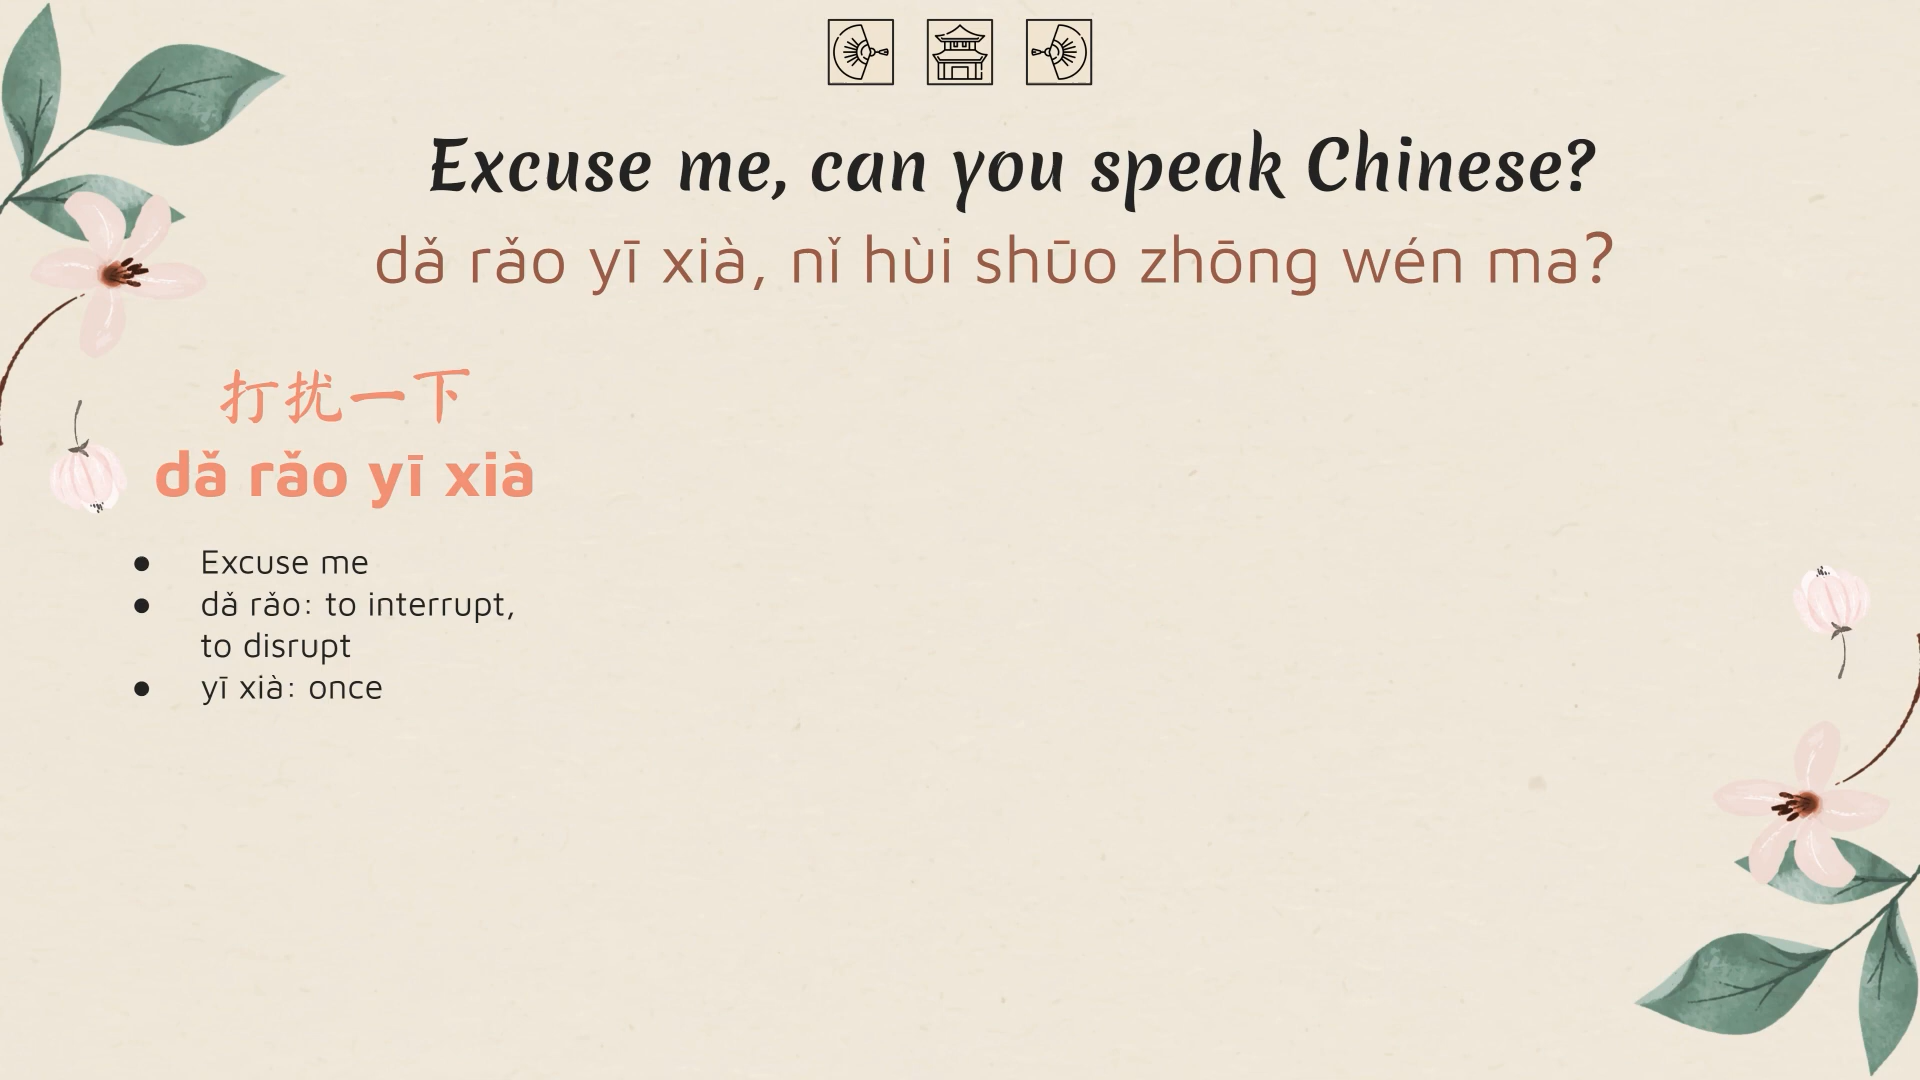 Excuse me, can you speak Chinese?
dǎ rǎo yī xià, nǐ hùi shūo zhōng wén ma?
打扰一下
dǎ rǎo yī xià
● Excuse me
● dǎ rǎo: to interrupt,
to disrupt
● yī xià: once